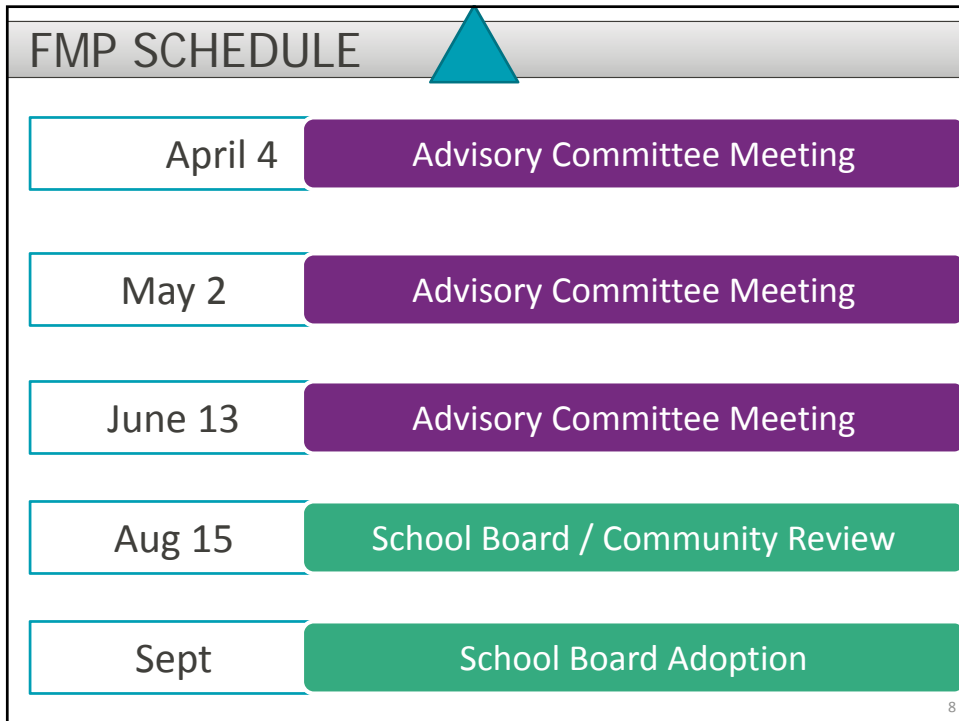 FMP SCHEDULE
April 4
Advisory Committee Meeting
May 2
Advisory Committee Meeting
June 13
Advisory Committee Meeting
Aug 15
School Board / Community Review
Sept
School Board Adoption
8